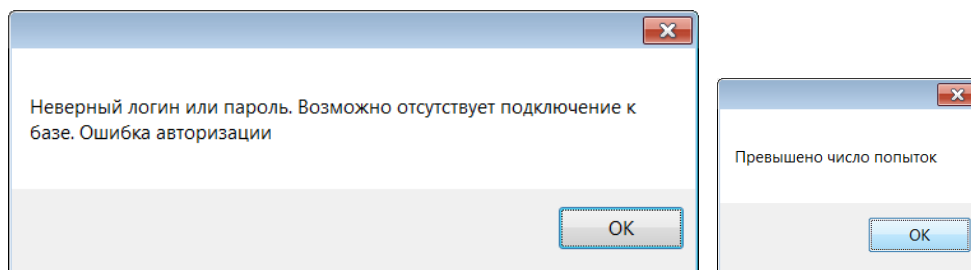 Неверный логин или пароль. Возможно отсутствует подключение к
базе. Ошибка авторизации
OK
Превышено число попыток
OK